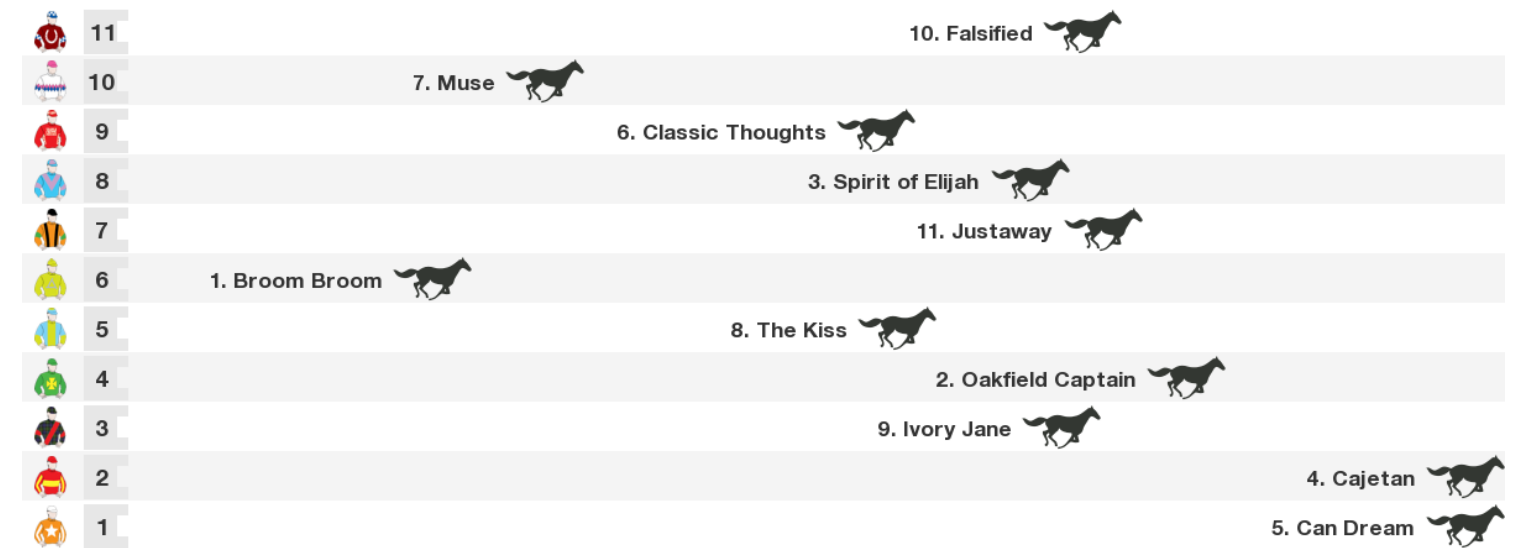 11 10. Falsified
10 7. Muse
9 6. Classic Thoughts
8 3. Spirit of Elijah
7 11. Justaway
6 1. Broom Broom
5 8. The Kiss
4 2. Oakfield Captain
3 9. Ivory Jane
2 4. Cajetan
1 5. Can Dream